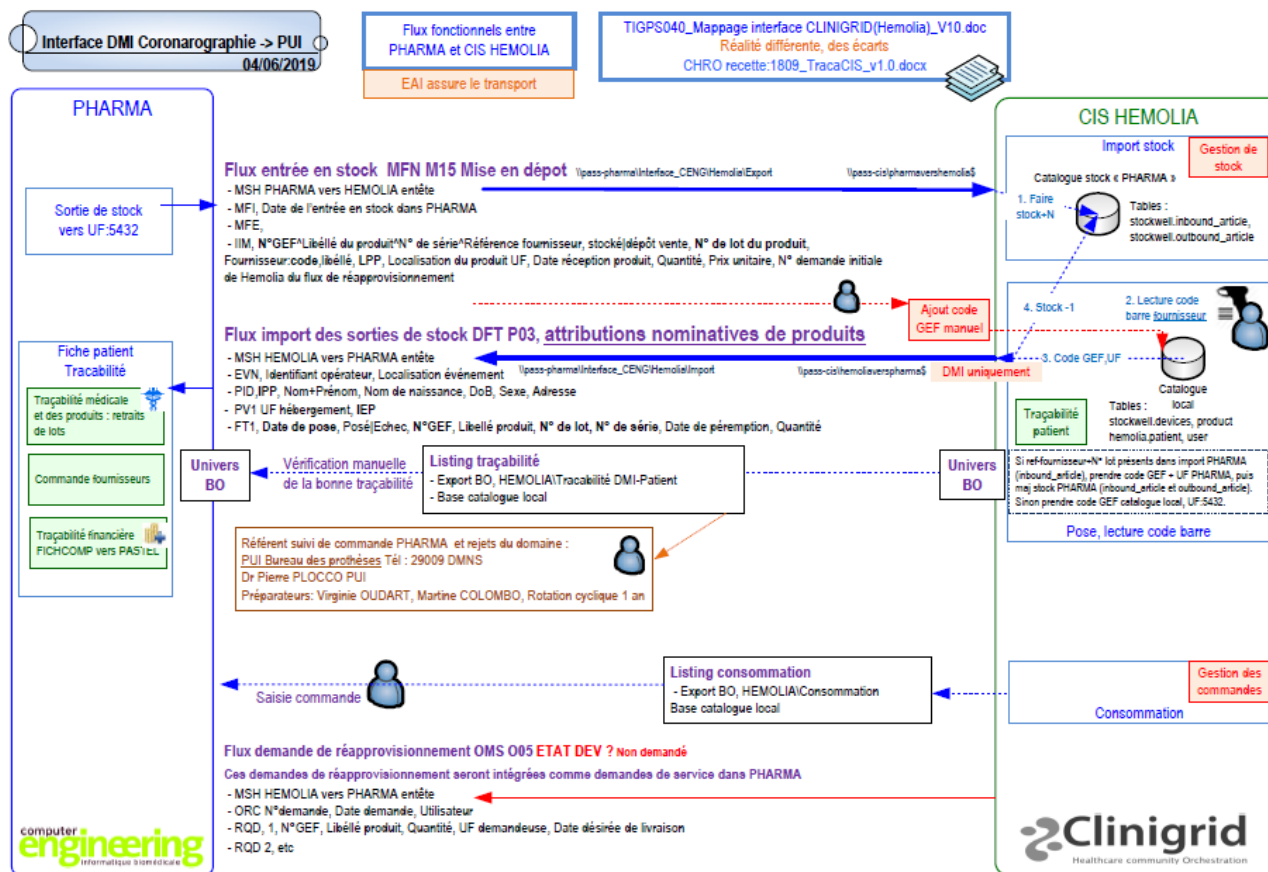 Interface DMI Coronarographie -> PUI
04/06/2019
Flux fonctionnels entre
PHARMA et CIS HEMOLIA
EAI assure le transport
TIGPS040_Mappage interface CLINIGRID(Hemolia)_V10.doc
Réalité différente, des écarts
CHRO recette:1809_TracaCIS_v1.0.docx
PHARMA
Sortie de stock
vers UF:5432
Flux entrée en stock MFN M15 Mise en dépot
\\pass-pharma\Interface_CENG\Hemolia\Export
\\pass-cis\pharmavershemolia$
- MSH PHARMA vers HEMOLIA entête
- MFI, Date de l'entrée en stock dans PHARMA
- MFE,
- IIM, N°GEF^Libéllé du produit^N° de série^Référence fournisseur, stocké|dépôt vente, N° de lot du produit,
Fournisseur:code,libéllé, LPP, Localisation du produit UF, Date réception produit, Quantité, Prix unitaire, N° demande initiale
de Hemolia du flux de réapprovisionnement
CIS HEMOLIA
Import stock
Gestion de
stock
Catalogue stock « PHARMA »
1. Faire
stock+N
Tables :
stockwell.inbound_article,
stockwell.outbound_article
Ajout code
GEF manuel
4. Stock -1
2. Lecture code
barre fournisseur
3. Code GEF,UF
DMI uniquement
Catalogue
local
Traçabilité
patient
Tables :
stockwell.devices, product
hemolia.patient, user
Si ref-fournisseur+N° lot présents dans import PHARMA
(inbound_article), prendre code GEF + UF PHARMA, puis
maj stock PHARMA (inbound_article et outbound_article).
Sinon prendre code GEF catalogue local, UF:5432.
Pose, lecture code barre
Flux import des sorties de stock DFT P03, attributions nominatives de produits
- MSH HEMOLIA vers PHARMA entête
\\pass-pharma\Interface_CENG\Hemolia\Import
\\pass-cis\hemoliaverspharma$
- EVN, Identifiant opérateur, Localisation événement
- PID,IPP, Nom+Prénom, Nom de naissance, DoB, Sexe, Adresse
- PV1 UF hébergement, IEP
- FT1, Date de pose, Posé|Echec, N°GEF, Libéllé produit, N° de lot, N° de série, Date de péremption, Quantité
Fiche patient
Tracabilité
Traçabilité médicale
et des produits : retraits
de lots
Commande fournisseurs
Traçabilité financière
FICHCOMP vers PASTEL
Univers
BO
Vérification manuelle
de la bonne traçabilité
Listing traçabilité
- Export BO, HEMOLIA\Tracabilité DMI-Patient
- Base catalogue local
Univers
BO
Référent suivi de commande PHARMA et rejets du domaine :
PUI Bureau des prothèses Tél : 29009 DMNS
Dr Pierre PLOCCO PUI
Préparateurs: Virginie OUDART, Martine COLOMBO, Rotation cyclique 1 an
Saisie commande
Listing consommation
- Export BO, HEMOLIA\Consommation
Base catalogue local
Gestion des
commandes
Consommation
Flux demande de réapprovisionnement OMS O05 ETAT DEV ? Non demandé
Ces demandes de réapprovisionnement seront intégrées comme demandes de service dans PHARMA
- MSH HEMOLIA vers PHARMA entête
- ORC N°demande, Date demande, Utilisateur
- RQD, 1, N°GEF, Libéllé produit, Quantité, UF demandeuse, Date désirée de livraison
- RQD 2, etc
computer
engineering
informatique biomédicale
Clinigrid
Healthcare community Orchestration